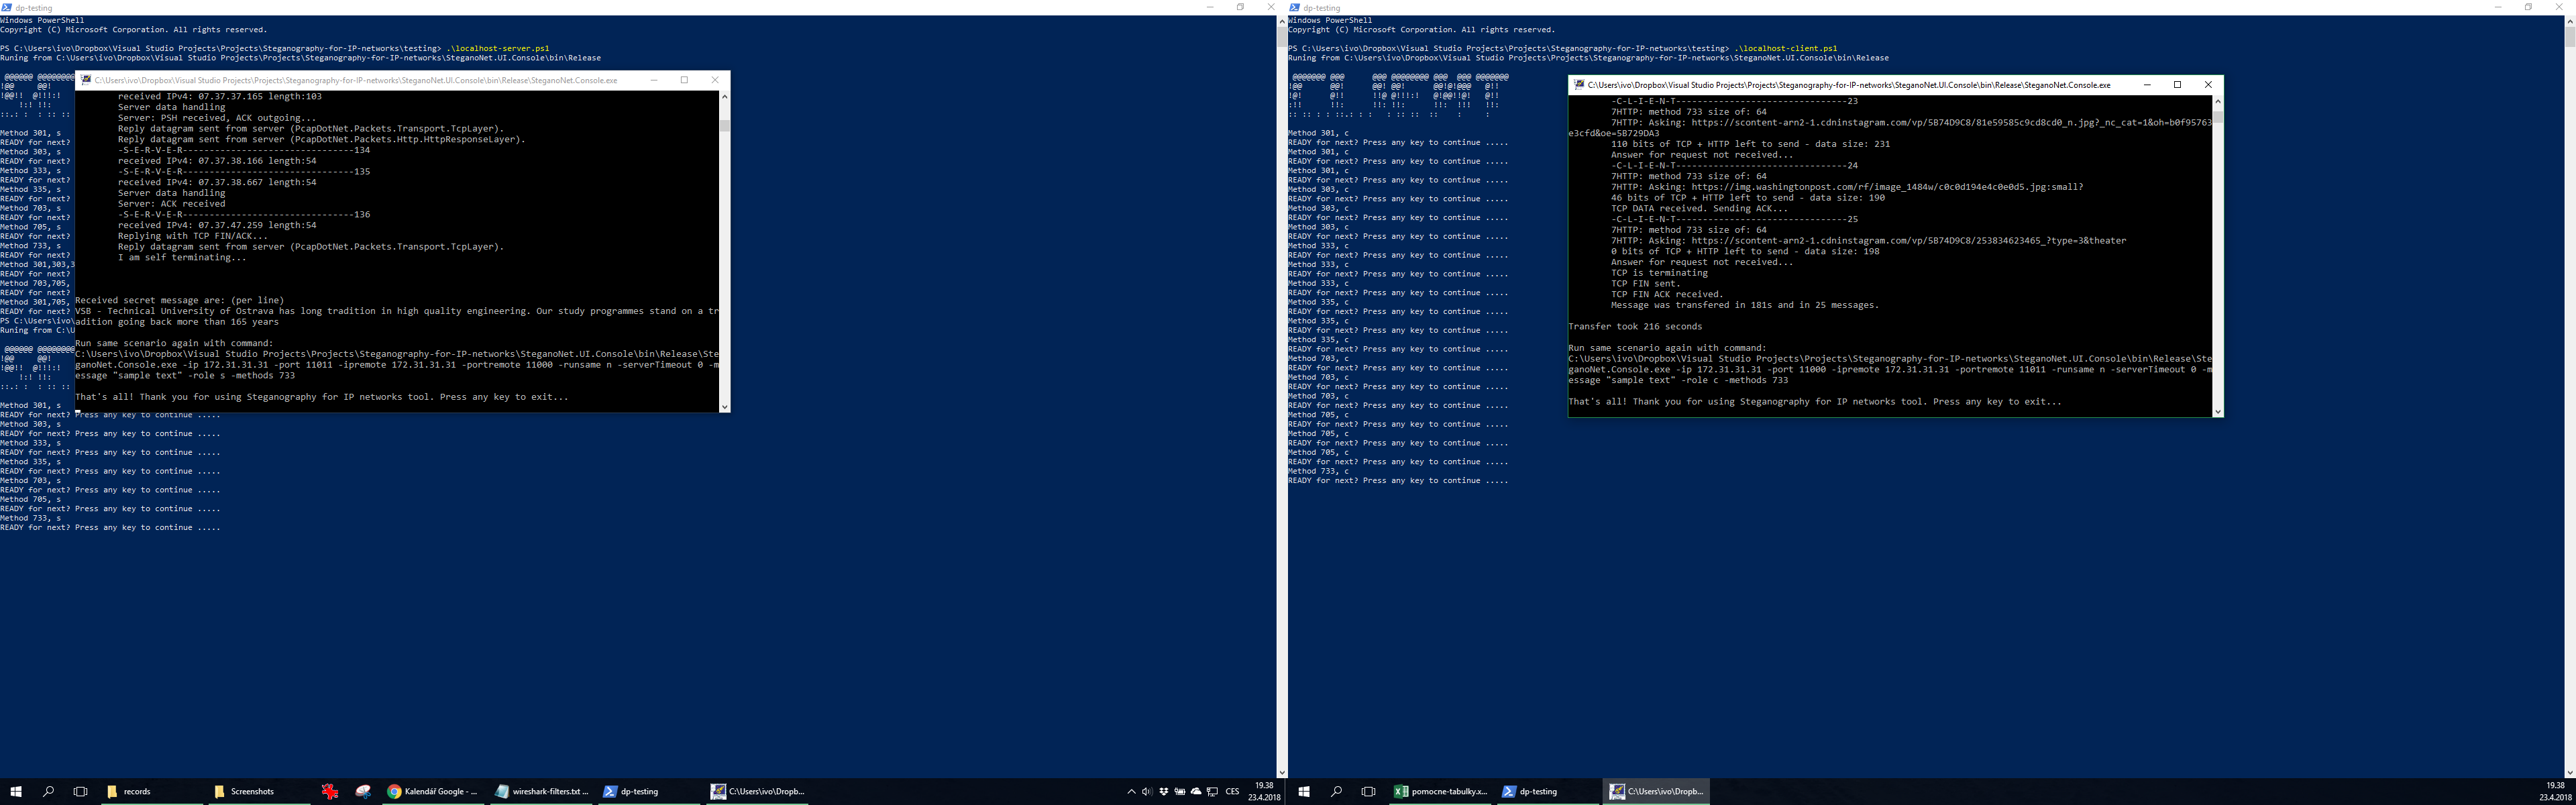 dp-testing
Windows PowerShell
Copyright (C) Microsoft Corporation. All rights reserved.
PS C:\Users\ivo\Dropbox\Visual Studio Projects\Projects\Steganography-for-IP-networks\testing> .\localhost-server.ps1
Runing from C:\Users\ivo\Dropbox\Visual Studio Projects\Projects\Steganography-for-IP-networks\SteganoNet.UI.Console\bin\Release
Method 301, s
READY for next?
Method 303, s
READY for next?
Method 333, s
READY for next?
Method 335, s
READY for next?
Method 703, s
READY for next?
Method 705, s
READY for next?
Method 733, s
READY for next?
Method 301,303,3
READY for next?
Method 703,705,
READY for next?
Method 301,705,
READY for next?
PS C:\Users\ivo\
Runing from C:\U
Method 301, s
READY for next? Press any key to continue .....
Method 303, s
READY for next? Press any key to continue .....
Method 333, s
READY for next? Press any key to continue .....
Method 335, s
READY for next? Press any key to continue .....
Method 703, s
READY for next? Press any key to continue .....
Method 705, s
READY for next? Press any key to continue .....
Method 733, s
READY for next? Press any key to continue .....
C:\Users\ivo\Dropbox\Visual Studio Projects\Projects\Steganography-for-IP-networks\SteganoNet.UI.Console\bin\Release\SteganoNet.Console.exe
received IPv4: 07.37.37.165 length:103
Server data handling
Server: PSH received, ACK outgoing...
Reply datagram sent from server (PcapDotNet.Packets.Transport.TcpLayer).
Reply datagram sent from server (PcapDotNet.Packets.Http.HttpResponseLayer).
-S-E-R-V-E-R--------------------------------134
received IPv4: 07.37.38.166 length:54
-S-E-R-V-E-R--------------------------------135
received IPv4: 07.37.38.667 length:54
Server data handling
Server: ACK received
-S-E-R-V-E-R--------------------------------136
received IPv4: 07.37.47.259 length:54
Replying with TCP FIN/ACK...
Reply datagram sent from server (PcapDotNet.Packets.Transport.TcpLayer).
I am self terminating...
Received secret message are: (per line)
VSB - Technical University of Ostrava has long tradition in high quality engineering. Our study programmes stand on a tr
adition going back more than 165 years
Run same scenario again with command:
C:\Users\ivo\Dropbox\Visual Studio Projects\Projects\Steganography-for-IP-networks\SteganoNet.UI.Console\bin\Release\Ste
ganoNet.Console.exe -ip 172.31.31.31 -port 11011 -ipremote 172.31.31.31 -portremote 11000 -runsame n -serverTimeout 0 -m
essage "sample text" -role s -methods 733
That's all! Thank you for using Steganography for IP networks tool. Press any key to exit...
dp-testing
Windows PowerShell
Copyright (C) Microsoft Corporation. All rights reserved.
PS C:\Users\ivo\Dropbox\Visual Studio Projects\Projects\Steganography-for-IP-networks\testing> .\localhost-client.ps1
Runing from C:\Users\ivo\Dropbox\Visual Studio Projects\Projects\Steganography-for-IP-networks\SteganoNet.UI.Console\bin\Release
Method 301, c
READY for next? Press any key to continue .....
Method 301, c
READY for next? Press any key to continue .....
Method 301, c
READY for next? Press any key to continue .....
Method 303, c
READY for next? Press any key to continue .....
Method 303, c
READY for next? Press any key to continue .....
Method 303, c
READY for next? Press any key to continue .....
Method 333, c
READY for next? Press any key to continue .....
Method 333, c
READY for next? Press any key to continue .....
Method 333, c
READY for next? Press any key to continue .....
Method 335, c
READY for next? Press any key to continue .....
Method 335, c
READY for next? Press any key to continue .....
Method 335, c
READY for next? Press any key to continue .....
Method 703, c
READY for next? Press any key to continue .....
Method 703, c
READY for next? Press any key to continue .....
Method 703, c
READY for next? Press any key to continue .....
Method 705, c
READY for next? Press any key to continue .....
Method 705, c
READY for next? Press any key to continue .....
Method 705, c
READY for next? Press any key to continue .....
Method 733, c
READY for next? Press any key to continue .....
C:\Users\ivo\Dropbox\Visual Studio Projects\Projects\Steganography-for-IP-networks\SteganoNet.UI.Console\bin\Release\SteganoNet.Console.exe
-C-L-I-E-N-T--------------------------------23
7HTTP: method 733 size of: 64
7HTTP: Asking: https://scontent-arn2-1.cdninstagram.com/vp/5B74D9C8/81e59585c9cd8cd0_n.jpg?_nc_cat=1&oh=b0f95763
e3cfd&oe=5B729DA3
110 bits of TCP + HTTP left to send - data size: 231
Answer for request not received...
-C-L-I-E-N-T--------------------------------24
7HTTP: method 733 size of: 64
7HTTP: Asking: https://img.washingtonpost.com/rf/image_1484w/c0c0d194e4c0e0d5.jpg:small?
46 bits of TCP + HTTP left to send - data size: 190
TCP DATA received. Sending ACK...
-C-L-I-E-N-T--------------------------------25
7HTTP: method 733 size of: 64
7HTTP: Asking: https://scontent-arn2-1.cdninstagram.com/vp/5B74D9C8/253834623465_?type=3&theater
0 bits of TCP + HTTP left to send - data size: 198
Answer for request not received...
TCP is terminating
TCP FIN sent.
TCP FIN ACK received.
Message was transfered in 181s and in 25 messages.
Transfer took 216 seconds
Run same scenario again with command:
C:\Users\ivo\Dropbox\Visual Studio Projects\Projects\Steganography-for-IP-networks\SteganoNet.UI.Console\bin\Release\Ste
ganoNet.Console.exe -ip 172.31.31.31 -port 11000 -ipremote 172.31.31.31 -portremote 11011 -runsame n -serverTimeout 0 -m
essage "sample text" -role c -methods 733
That's all! Thank you for using Steganography for IP networks tool. Press any key to exit...
records
Screenshots
Kalendář Google - ...
wireshark-filters.txt ...
dp-testing
C:\Users\ivo\Dropb...
CES
19.38
23.4.2018
pomocne-tabulky.x...
dp-testing
C:\Users\ivo\Dropb...
19.38
23.4.2018